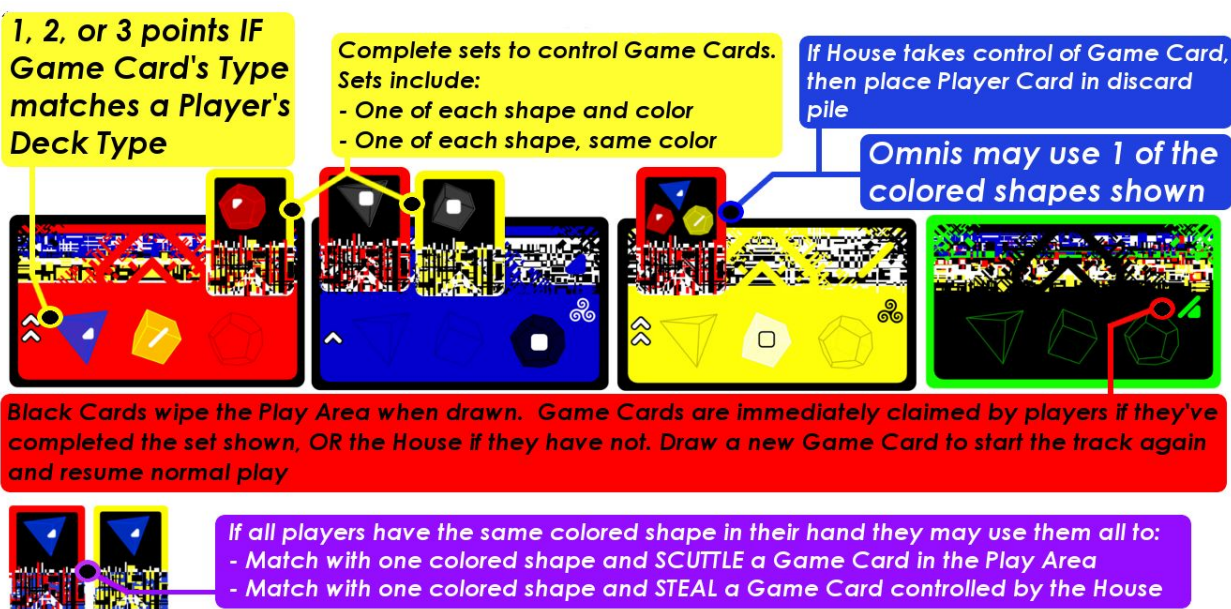 1, 2, or 3 points IF
Game Card's Type
matches a Player's
Deck Type
Complete sets to control Game Cards.
Sets include:
- One of each shape and color
- One of each shape, same color
If House takes control of Game Card,
then place Player Card in discard
pile
Omnis may use 1 of the
colored shapes shown
Black Cards wipe the Play Area when drawn. Game Cards are immediately claimed by players if they've
completed the set shown, OR the House if they have not. Draw a new Game Card to start the track again
and resume normal play
If all players have the same colored shape in their hand they may use them all to:
- Match with one colored shape and SCUTTLE a Game Card in the Play Area
- Match with one colored shape and STEAL a Game Card controlled by the House